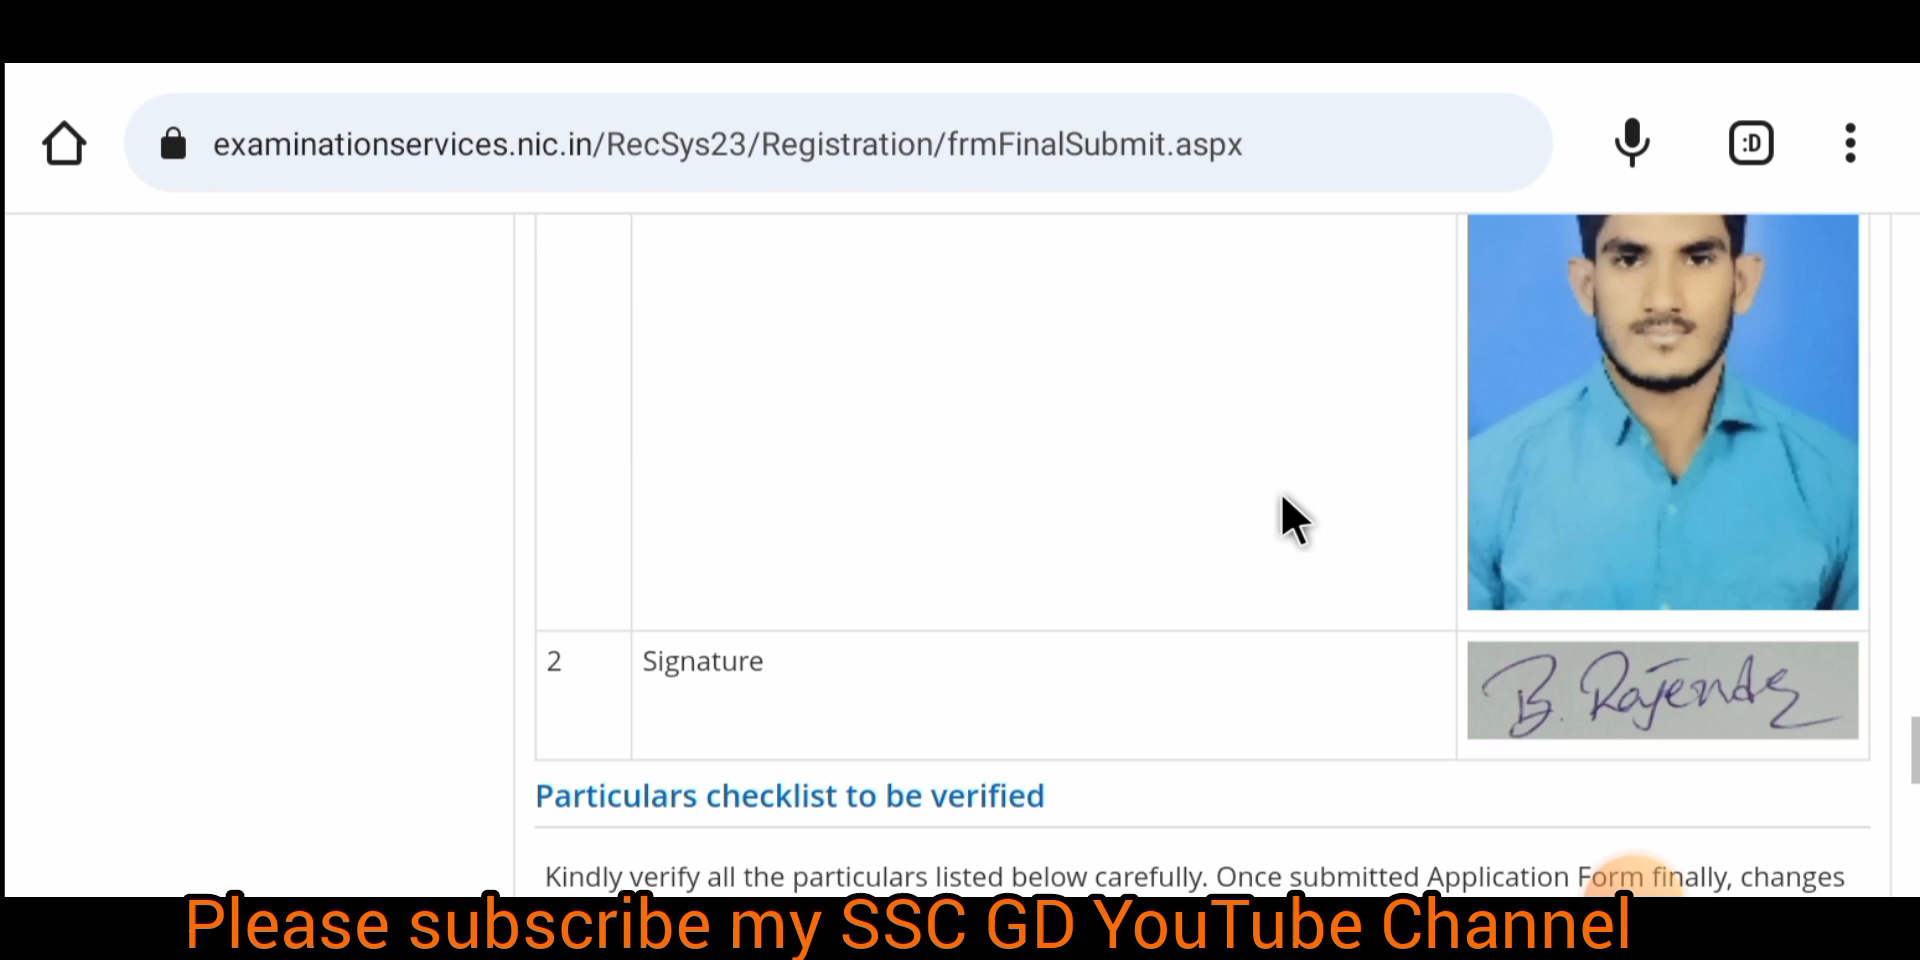 examinationservices.nic.in/RecSys23/Registration/frmFinalSubmit.aspx
:D
2 Signature B. Rajender
Particulars checklist to be verified
Kindly verify all the particulars listed below carefully. Once submitted Application Form finally, changes
Please subscribe my SSC GD YouTube Channel